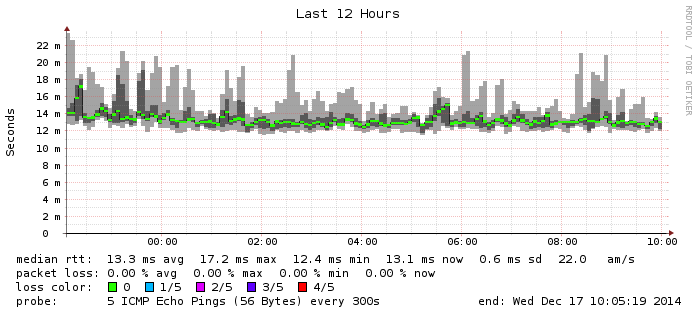 Last 12 Hours
RRDTOOL / TOBI OETIKER
Seconds
22 m
20 m
18 m
16 m
14 m
12 m
10 m
8 m
6 m
4 m
2 m
0
00:00 02:00 04:00 06:00 08:00 10:00
median rtt: 13.3 ms avg 17.2 ms max 12.4 ms min 13.1 ms now 0.6 ms sd 22.0 am/s
packet loss: 0.00 % avg 0.00 % max 0.00 % min 0.00 % now
loss color: 0 1/5 2/5 3/5 4/5
probe: 5 ICMP Echo Pings (56 Bytes) every 300s end: Wed Dec 17 10:05:19 2014